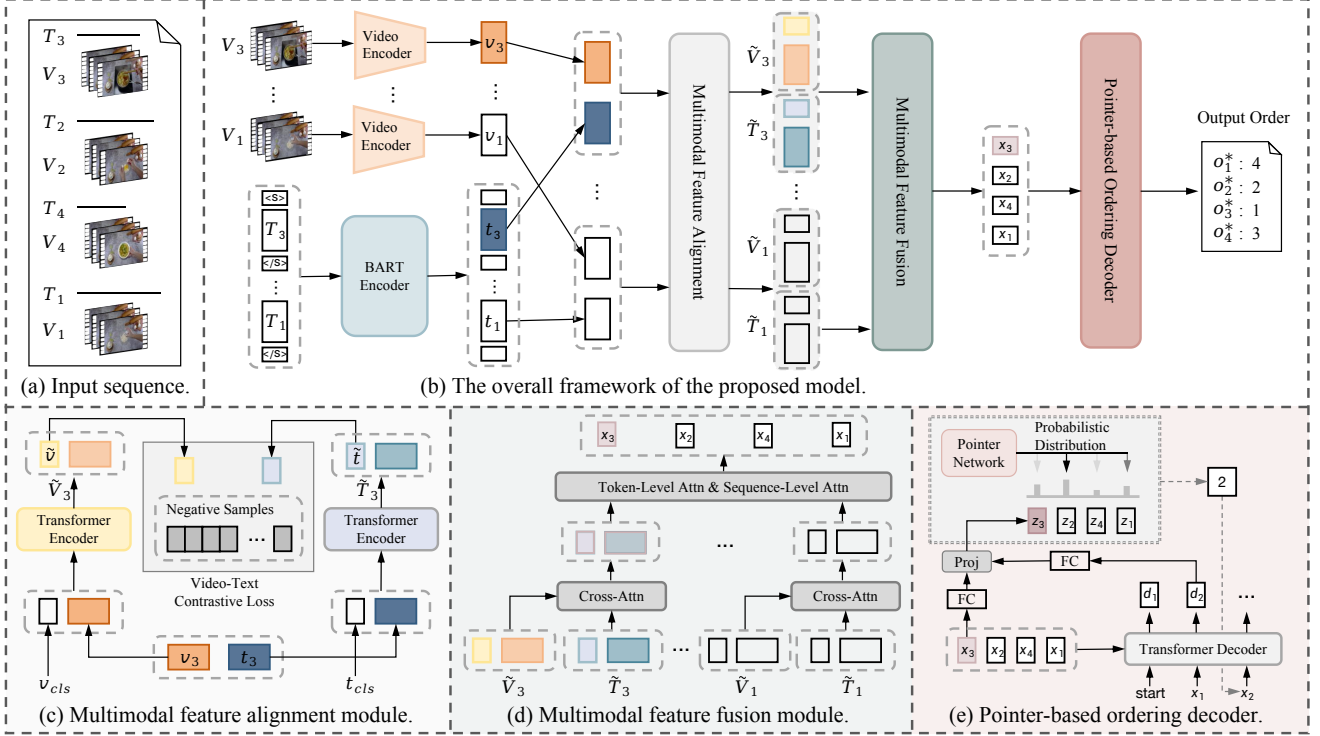 T₃
V₃
T₂
V₂
T₄
V₄
T₁
V₁
(a) Input sequence.
V₃
Video
Encoder
v₃
V₁
Video
Encoder
v₁
<S>
T₃
</S>
T₁
</S>
BART
Encoder
t₃
t₁
Multimodal Feature Alignment
Ṽ₃
T̃₃
Ṽ₁
T̃₁
Multimodal Feature Fusion
x₃
x₂
x₄
x₁
Pointer-based Ordering Decoder
Output Order
o₁* : 4
o₂* : 2
o₃* : 1
o₄* : 3
(b) The overall framework of the proposed model.
ṽ
Ṽ₃
t̃
T̃₃
Negative Samples
...
Transformer
Encoder
Transformer
Encoder
Video-Text
Contrastive Loss
v₃
t₃
v_cls
t_cls
(c) Multimodal feature alignment module.
x₃ x₂ x₄ x₁
Token-Level Attn & Sequence-Level Attn
...
Cross-Attn
Cross-Attn
...
Ṽ₃ T̃₃ Ṽ₁ T̃₁
(d) Multimodal feature fusion module.
Pointer
Network
Probabilistic
Distribution
2
z₃ z₂ z₄ z₁
Proj
FC
FC
d₁ d₂ ...
x₃ x₂ x₄ x₁
Transformer Decoder
start x₁ x₂
(e) Pointer-based ordering decoder.